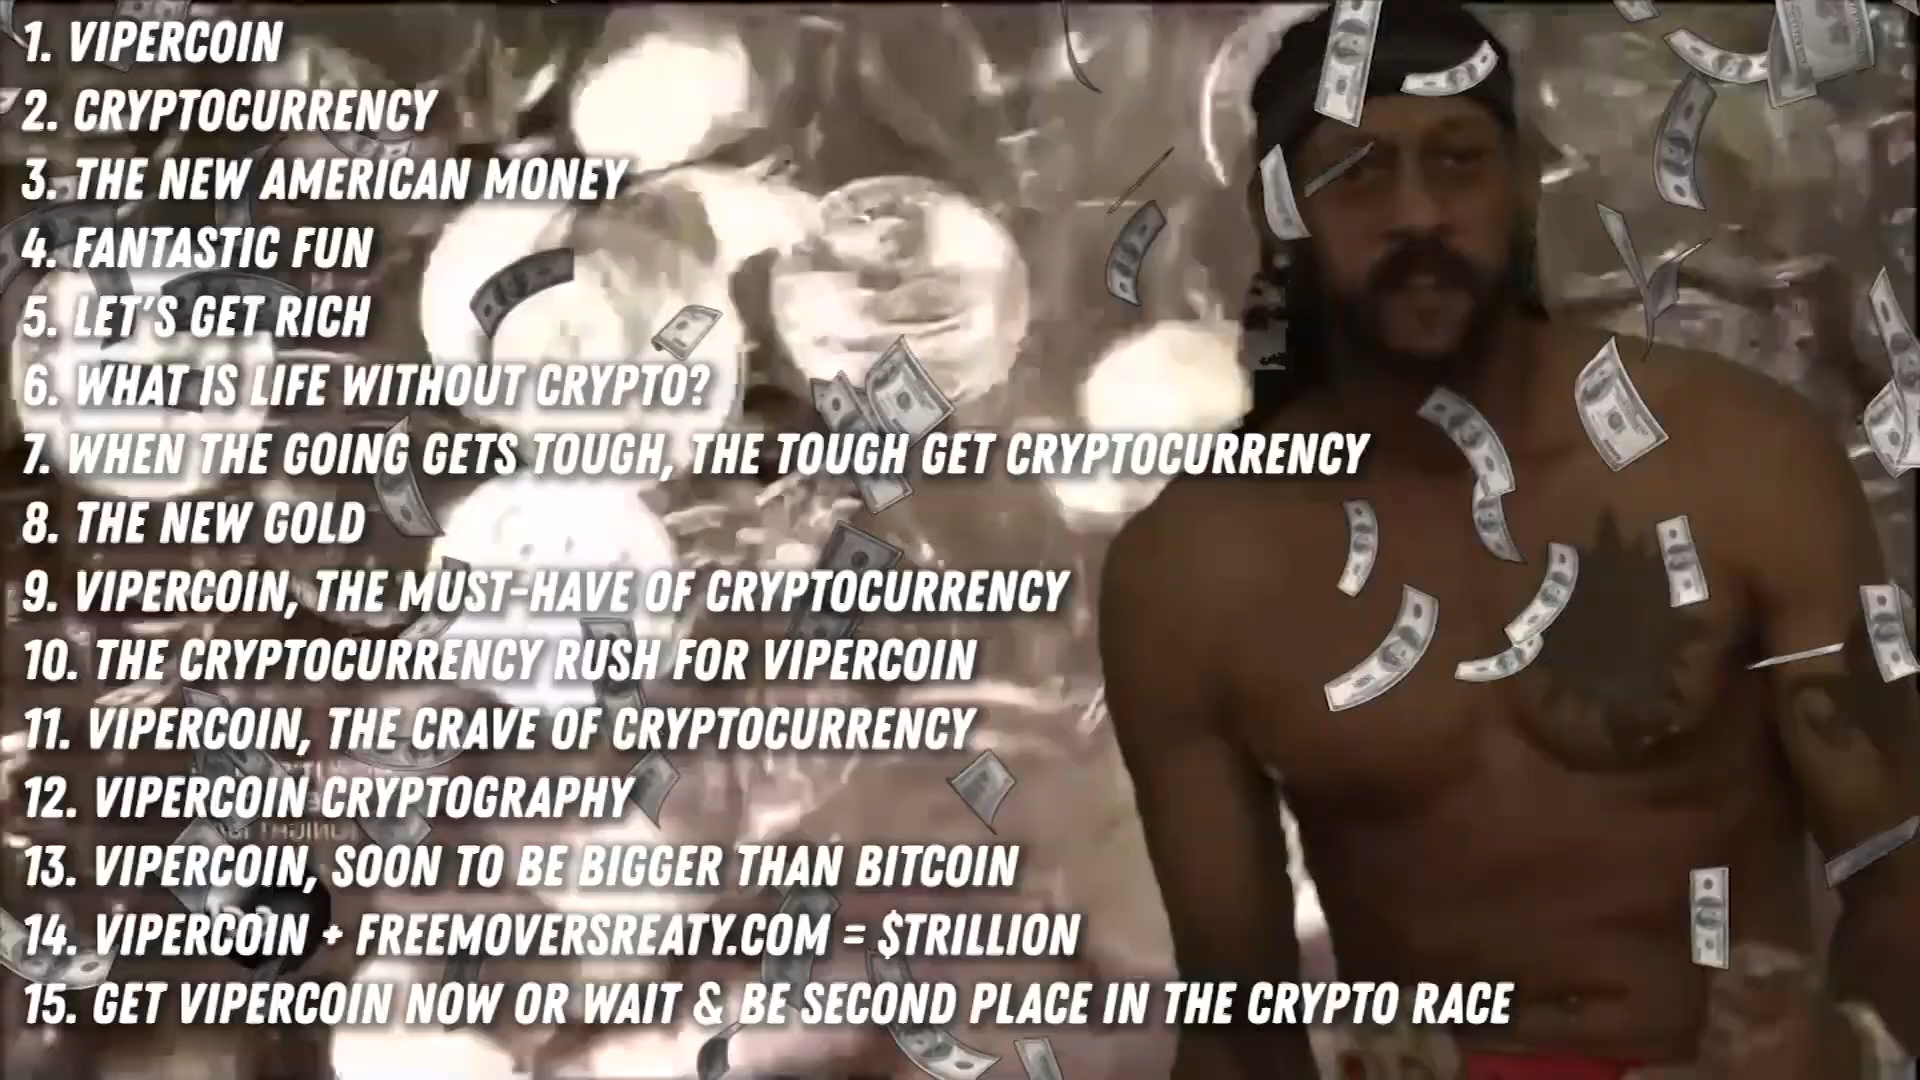 1. VIPERCOIN
2. CRYPTOCURRENCY
3. THE NEW AMERICAN MONEY
4. FANTASTIC FUN
5. LET'S GET RICH
6. WHAT IS LIFE WITHOUT CRYPTO?
7. WHEN THE GOING GETS TOUGH, THE TOUGH GET CRYPTOCURRENCY
8. THE NEW GOLD
9. VIPERCOIN, THE MUST-HAVE OF CRYPTOCURRENCY
10. THE CRYPTOCURRENCY RUSH FOR VIPERCOIN
11. VIPERCOIN, THE CRAVE OF CRYPTOCURRENCY
12. VIPERCOIN CRYPTOGRAPHY
13. VIPERCOIN, SOON TO BE BIGGER THAN BITCOIN
14. VIPERCOIN + FREEMOVERSREATY.COM = $TRILLION
15. GET VIPERCOIN NOW OR WAIT & BE SECOND PLACE IN THE CRYPTO RACE